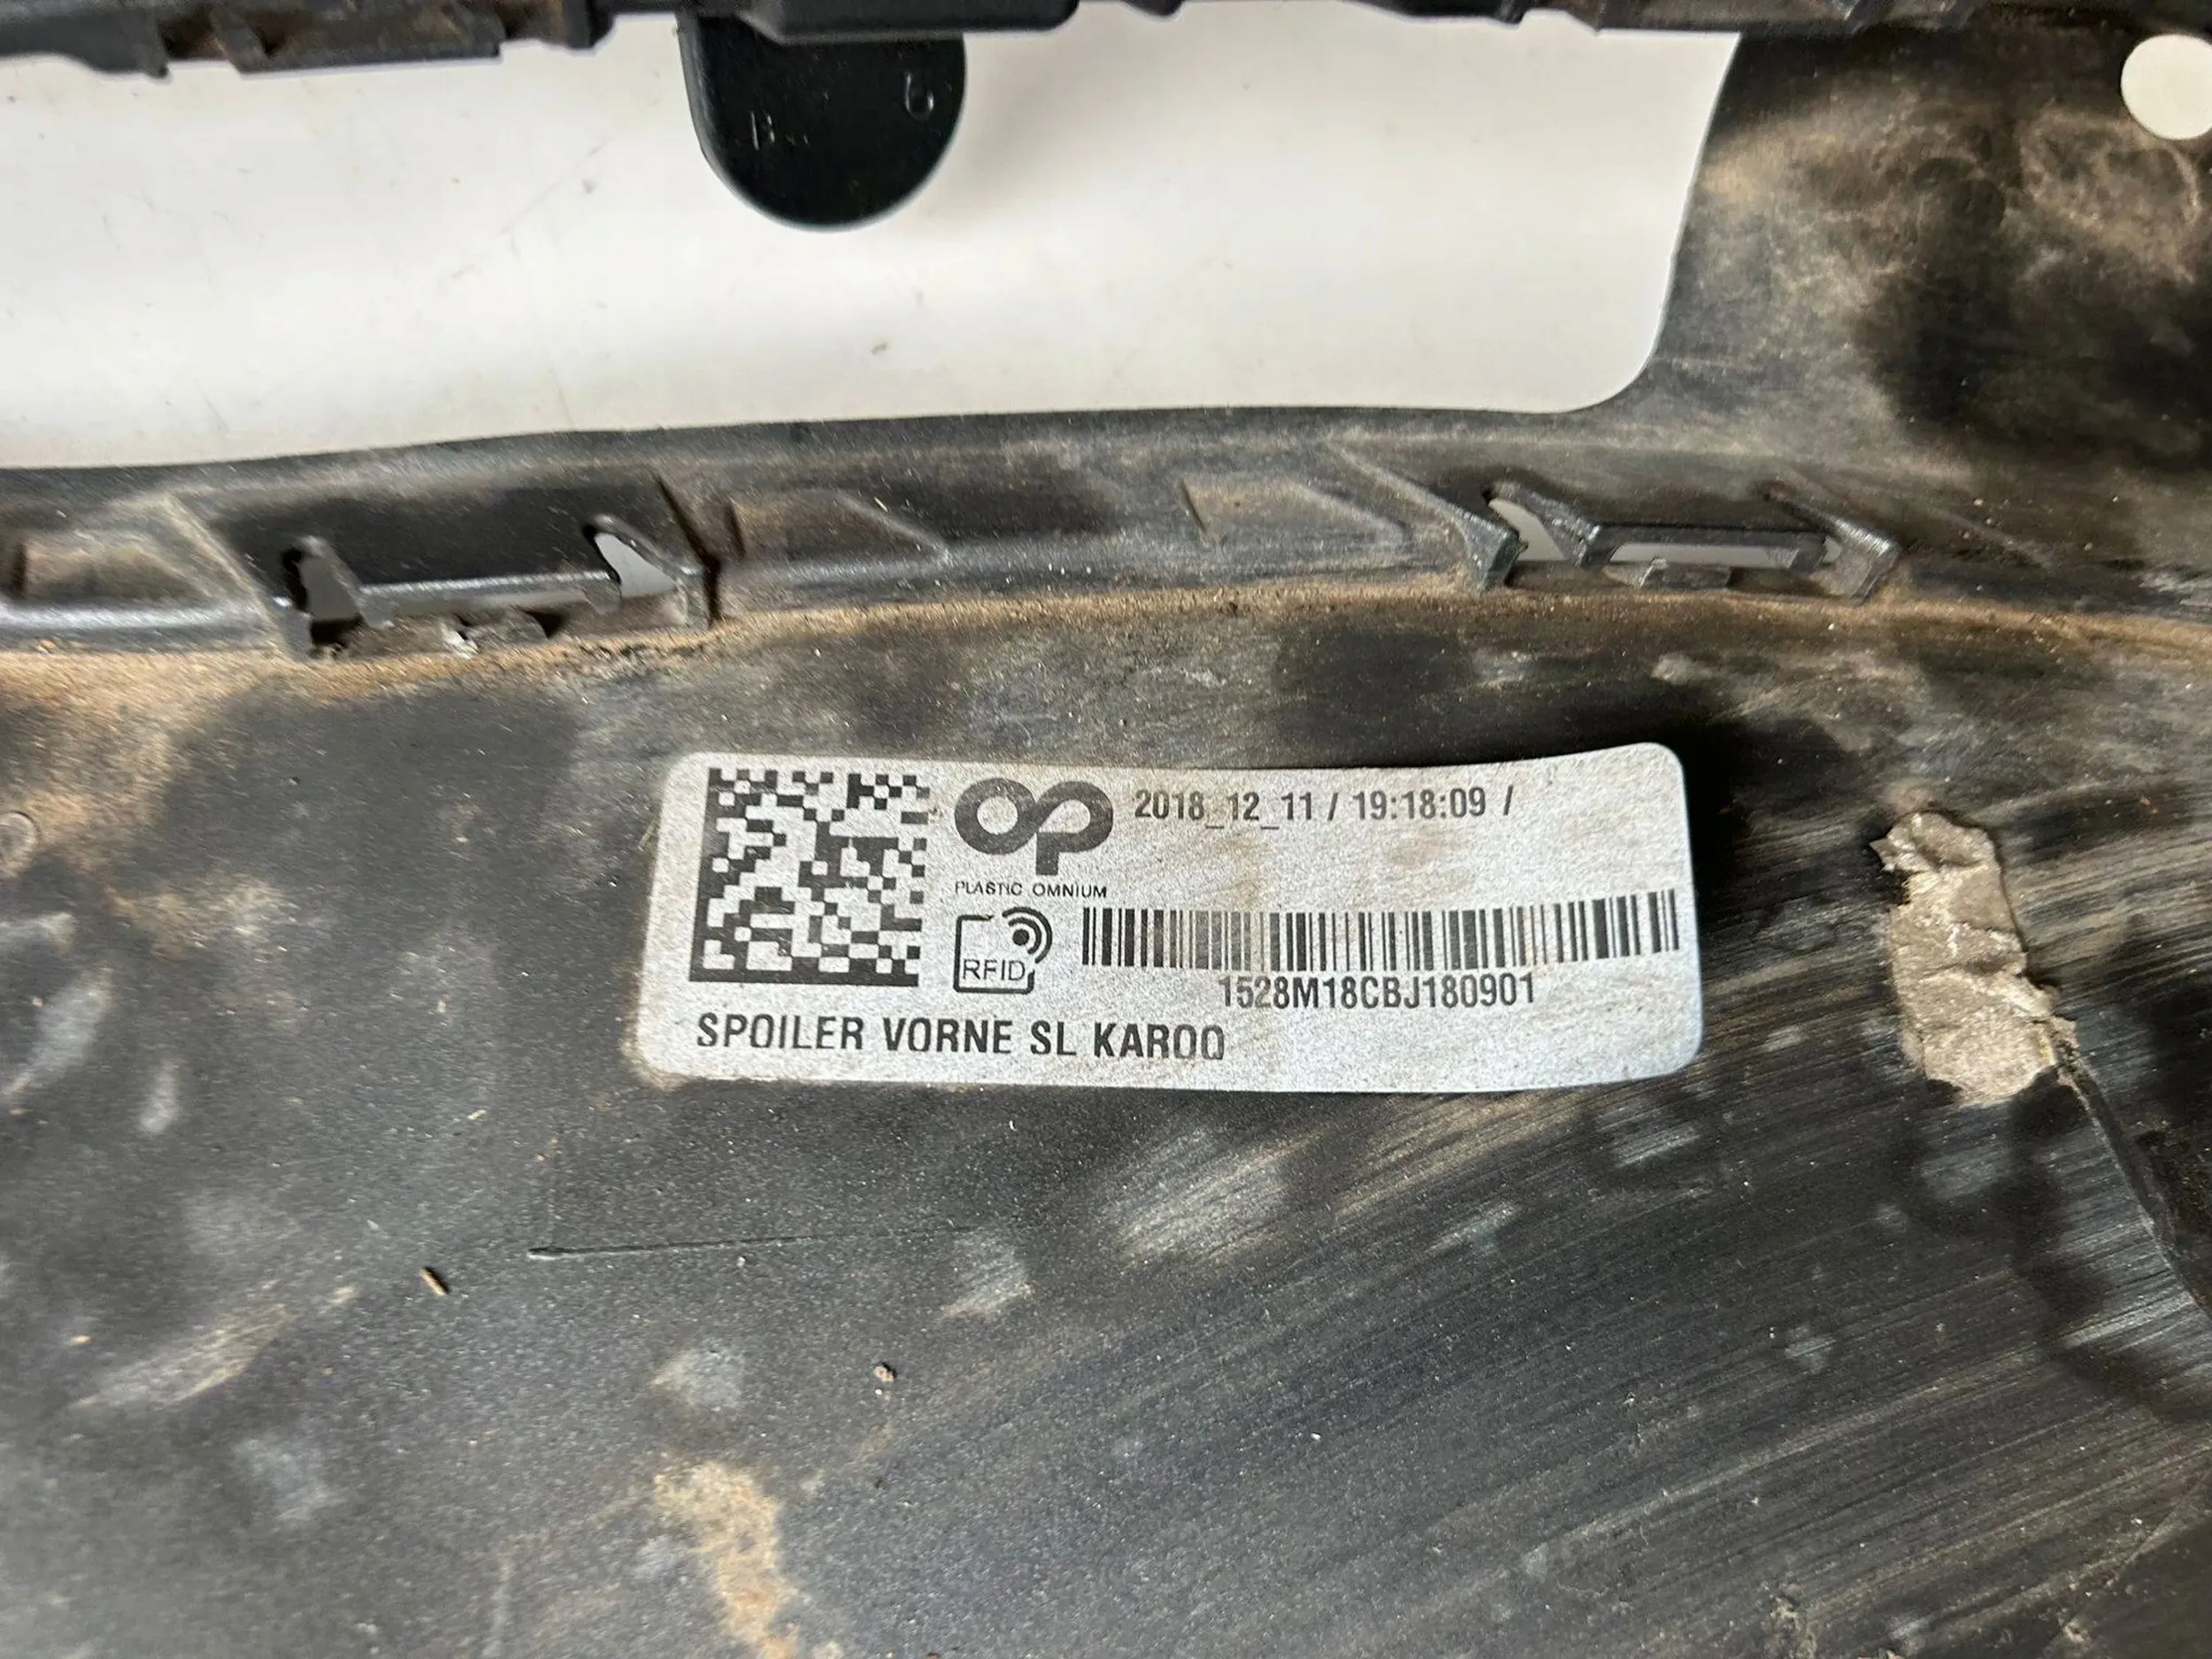 2018_12_11 / 19:18:09 /
PLASTIC OMNIUM
RFID
1528M18CBJ180901
SPOILER VORNE SL KAROQ